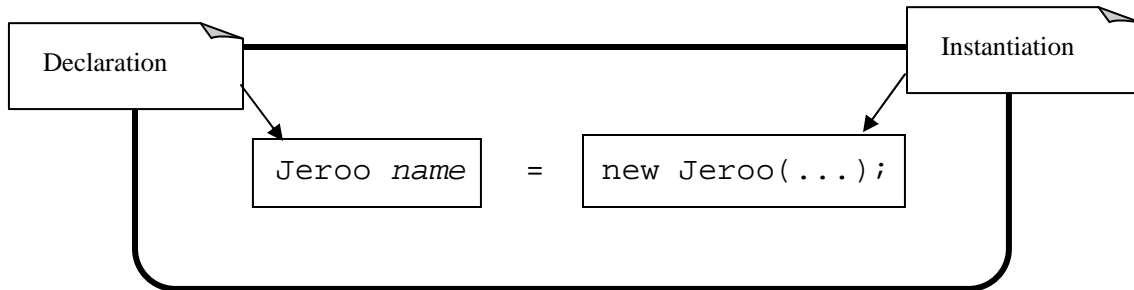 Declaration
Instantiation
Jeroo name = new Jeroo(...);